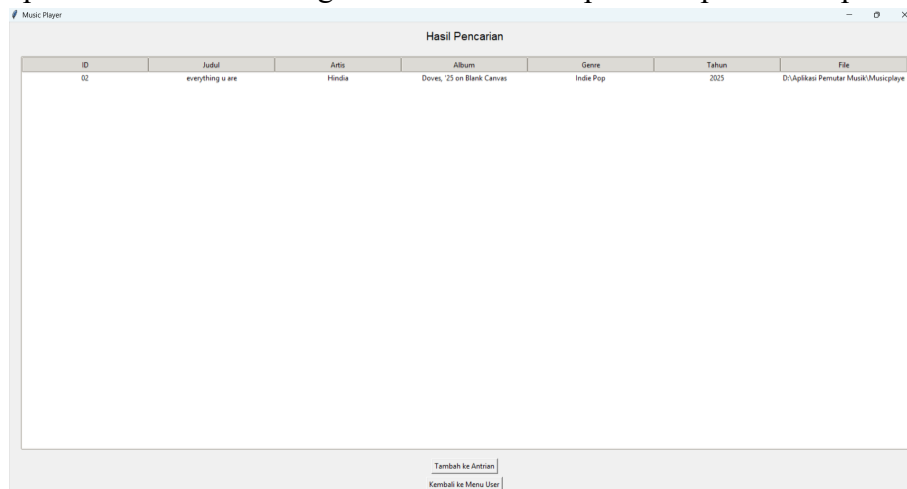 Music Player
Hasil Pencarian
ID Judul Artis Album Genre Tahun File
02 everything u are Hindia Doves, '25 on Blank Canvas Indie Pop 2025 D:\Aplikasi Pemutar Musik\Musicplaye
Tambah ke Antrian
Kembali ke Menu User